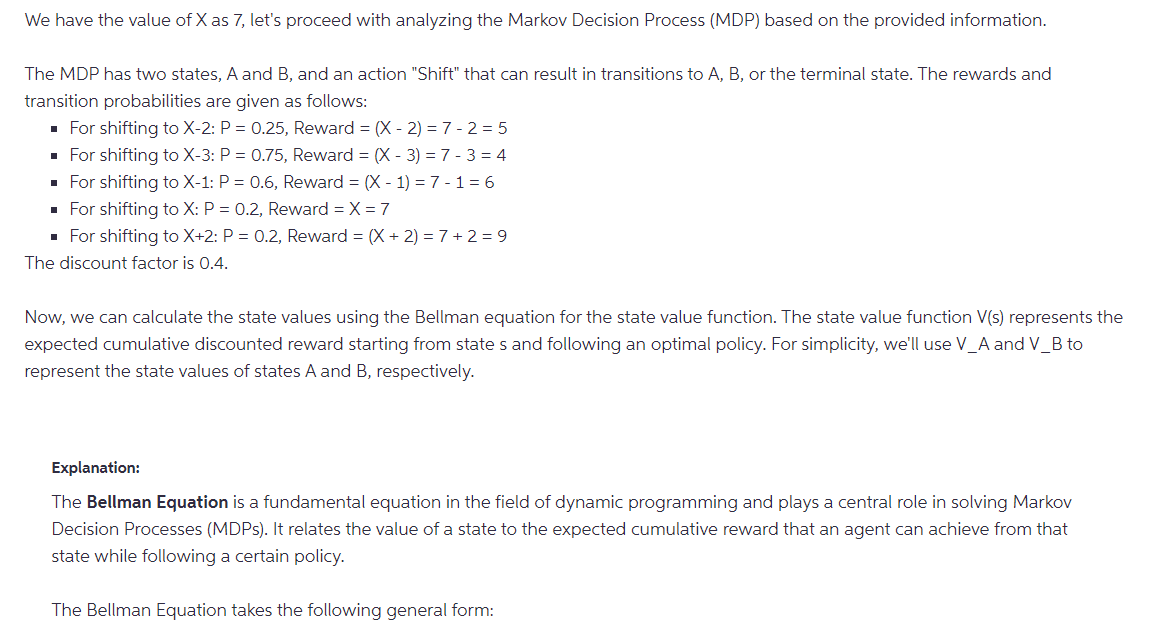 We have the value of X as 7, let's proceed with analyzing the Markov Decision Process (MDP) based on the provided information.
The MDP has two states, A and B, and an action "Shift" that can result in transitions to A, B, or the terminal state. The rewards and
transition probabilities are given as follows:
▪ For shifting to X-2: P = 0.25, Reward = (X - 2) = 7 - 2 = 5
▪ For shifting to X-3: P = 0.75, Reward = (X - 3) = 7 - 3 = 4
▪ For shifting to X-1: P = 0.6, Reward = (X - 1) = 7 - 1 = 6
▪ For shifting to X: P = 0.2, Reward = X = 7
▪ For shifting to X+2: P = 0.2, Reward = (X + 2) = 7 + 2 = 9
The discount factor is 0.4.
Now, we can calculate the state values using the Bellman equation for the state value function. The state value function V(s) represents the
expected cumulative discounted reward starting from state s and following an optimal policy. For simplicity, we'll use V_A and V_B to
represent the state values of states A and B, respectively.
Explanation:
The Bellman Equation is a fundamental equation in the field of dynamic programming and plays a central role in solving Markov
Decision Processes (MDPs). It relates the value of a state to the expected cumulative reward that an agent can achieve from that
state while following a certain policy.
The Bellman Equation takes the following general form: